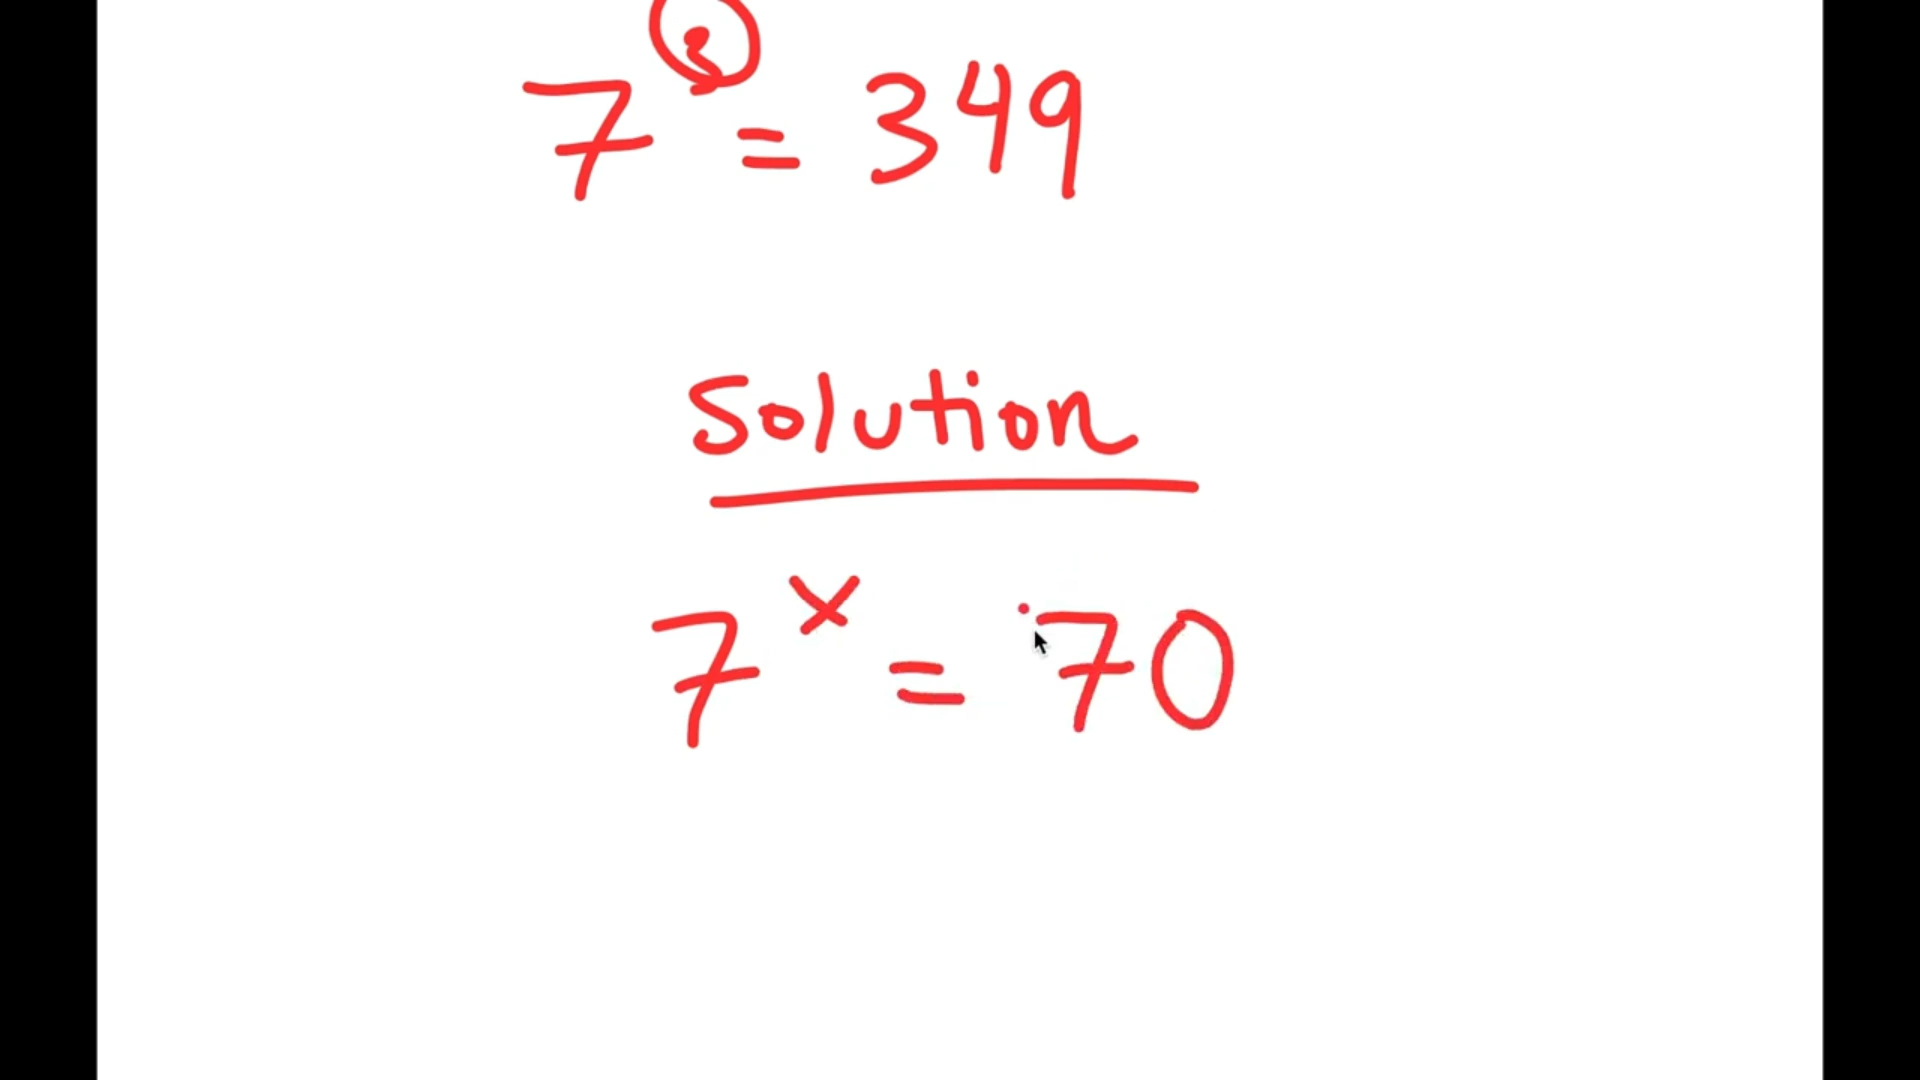 7³ = 349
Solution
7ˣ = 70